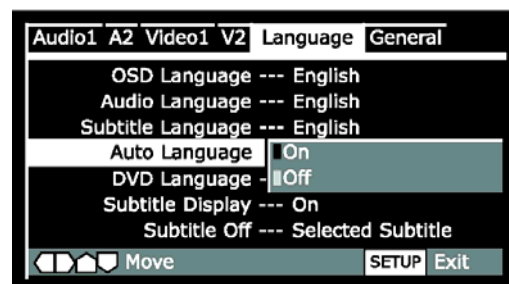 Audio1 A2 Video1 V2 Language General
OSD Language --- English
Audio Language --- English
Subtitle Language --- English
Auto Language On
DVD Language - Off
Subtitle Display --- On
Subtitle Off --- Selected Subtitle
Move SETUP Exit